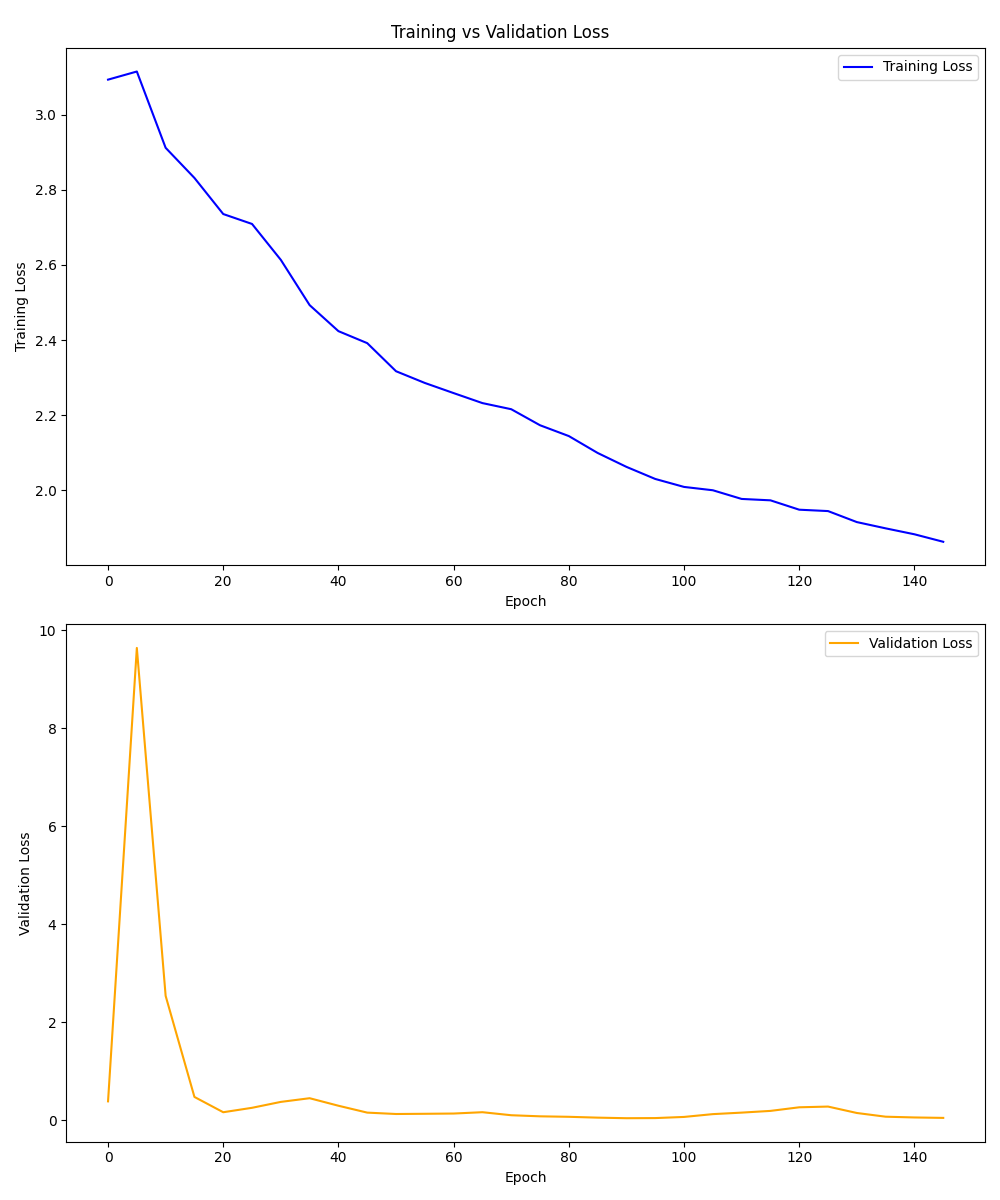 Training vs Validation Loss
Training Loss
3.0
2.8
2.6
2.4
2.2
2.0
Training Loss
0 20 40 60 80 100 120 140
Epoch
Validation Loss
10
8
6
4
2
0
Validation Loss
0 20 40 60 80 100 120 140
Epoch